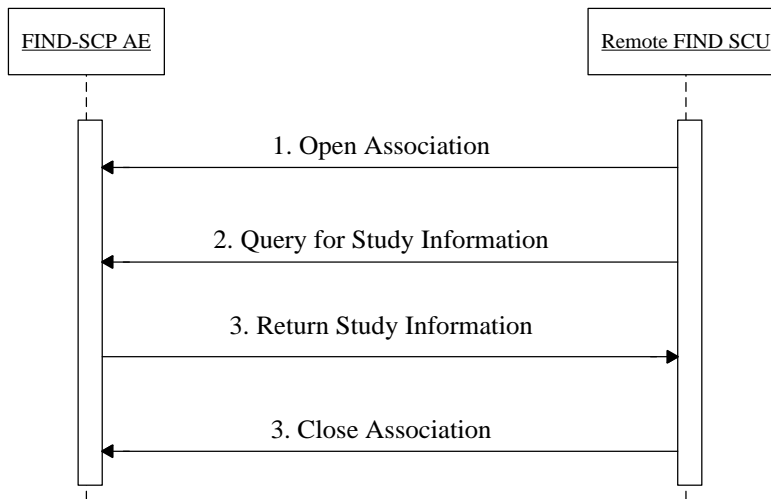 FIND-SCP AE
Remote FIND SCU
1. Open Association
2. Query for Study Information
3. Return Study Information
3. Close Association